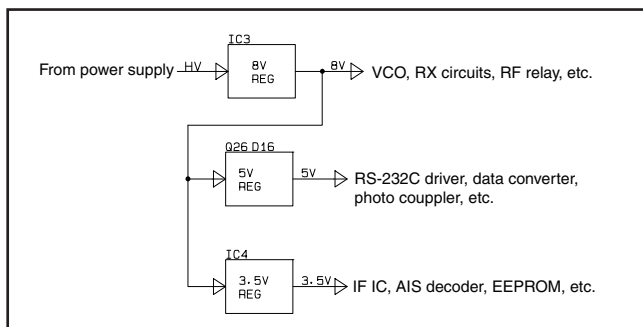 IC3
From power supply HV 8V REG 8V VCO, RX circuits, RF relay, etc.
Q26 D16
5V REG 5V RS-232C driver, data converter,
photo couppler, etc.
IC4
3.5V REG 3.5V IF IC, AIS decoder, EEPROM, etc.